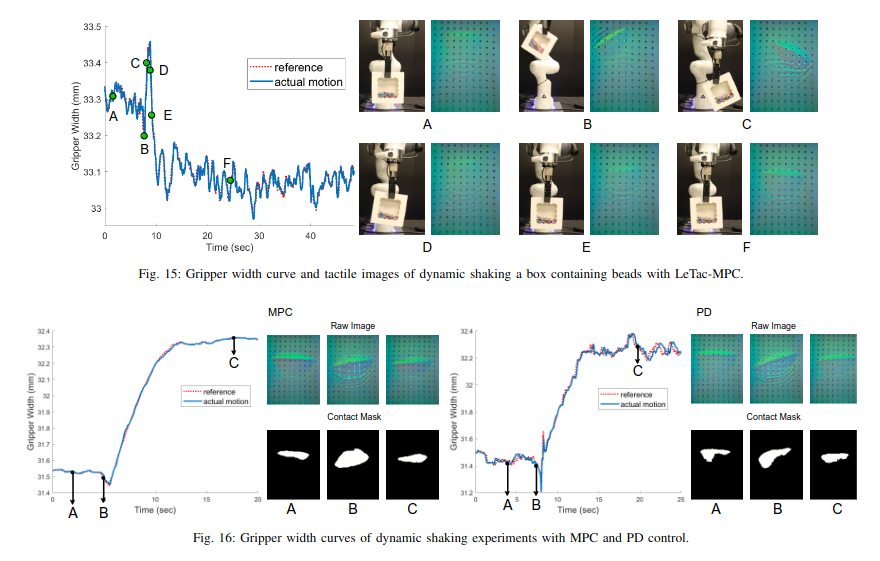 33.5
33.4
33.3
33.2
33.1
33
Gripper Width (mm)
0
10
20
30
40
Time (sec)
reference
actual motion
A
B
C
D
E
F
A
B
C
D
E
F
Fig. 15: Gripper width curve and tactile images of dynamic shaking a box containing beads with LeTac-MPC.
MPC
Raw Image
32.4
32.3
32.2
32.1
32
31.9
31.8
31.7
31.6
31.5
31.4
Gripper Width (mm)
0
5
10
15
20
Time (sec)
reference
actual motion
A
B
C
Contact Mask
A
B
C
PD
Raw Image
32.4
32.2
32
31.8
31.6
31.4
31.2
Gripper Width (mm)
0
5
10
15
20
25
Time (sec)
reference
actual motion
A
B
C
Contact Mask
A
B
C
Fig. 16: Gripper width curves of dynamic shaking experiments with MPC and PD control.